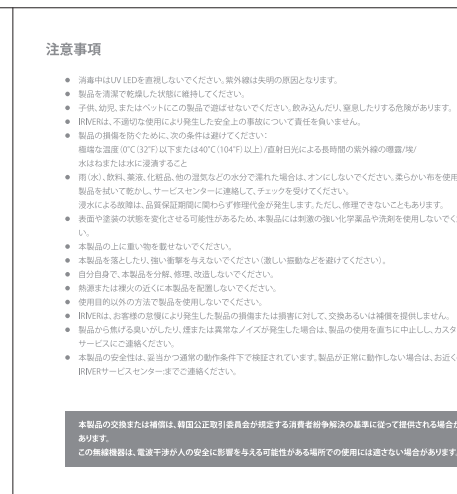 注意事項
● 消毒中はUV LEDを直視しないでください。紫外線は失明の原因となります。
● 製品を清潔で乾燥した状態に維持してください。
● 子供、幼児、またはペットにこの製品で遊ばせないでください。飲み込んだり、窒息したりする危険があります。
● IRIVERは、不適切な使用により発生した安全上の事故について責任を負いません。
● 製品の損傷を防ぐために、次の条件は避けてください:
極端な温度(0°C(32°F)以下または40°C(104°F)以上)/直射日光による長時間の紫外線の曝露/埃/
水はねまたは水に浸漬すること
● 雨(水)、飲料、薬液、化粧品、他の湿気などの水分で濡れた場合は、オンにしないでください。柔らかい布を使用
製品を拭いて乾かし、サービスセンターに連絡して、チェックを受けてください。
浸水による故障は、品質保証期間に関わらず修理代金が発生します。ただし、修理できないこともあります。
● 表面や塗装の状態を変化させる可能性があるため、本製品には刺激の強い化学薬品や洗剤を使用しないでく
い。
● 本製品の上に重い物を載せないでください。
● 本製品を落としたり、強い衝撃を与えないでください（激しい振動などを避けてください）。
● 自分自身で、本製品を分解、修理、改造しないでください。
● 熱源または裸火の近くに本製品を配置しないでください。
● 使用目的以外の方法で製品を使用しないでください。
● IRIVERは、お客様の怠慢により発生した製品の損傷または損害に対して、交換あるいは補償を提供しません。
● 製品から焦げる臭いがしたり、煙または異常なノイズが発生した場合は、製品の使用を直ちに中止しし、カスタ
サービスにご連絡ください。
● 本製品の安全性は、妥当かつ通常の動作条件下で検証されています。製品が正常に動作しない場合は、お近く
IRIVERサービスセンター:までご連絡ください。
本製品の交換または補償は、韓国公正取引委員会が規定する消費者紛争解決の基準に従って提供される場合が
あります。
この無線機器は、電波干渉が人の安全に影響を与える可能性がある場所での使用には適さない場合があります。